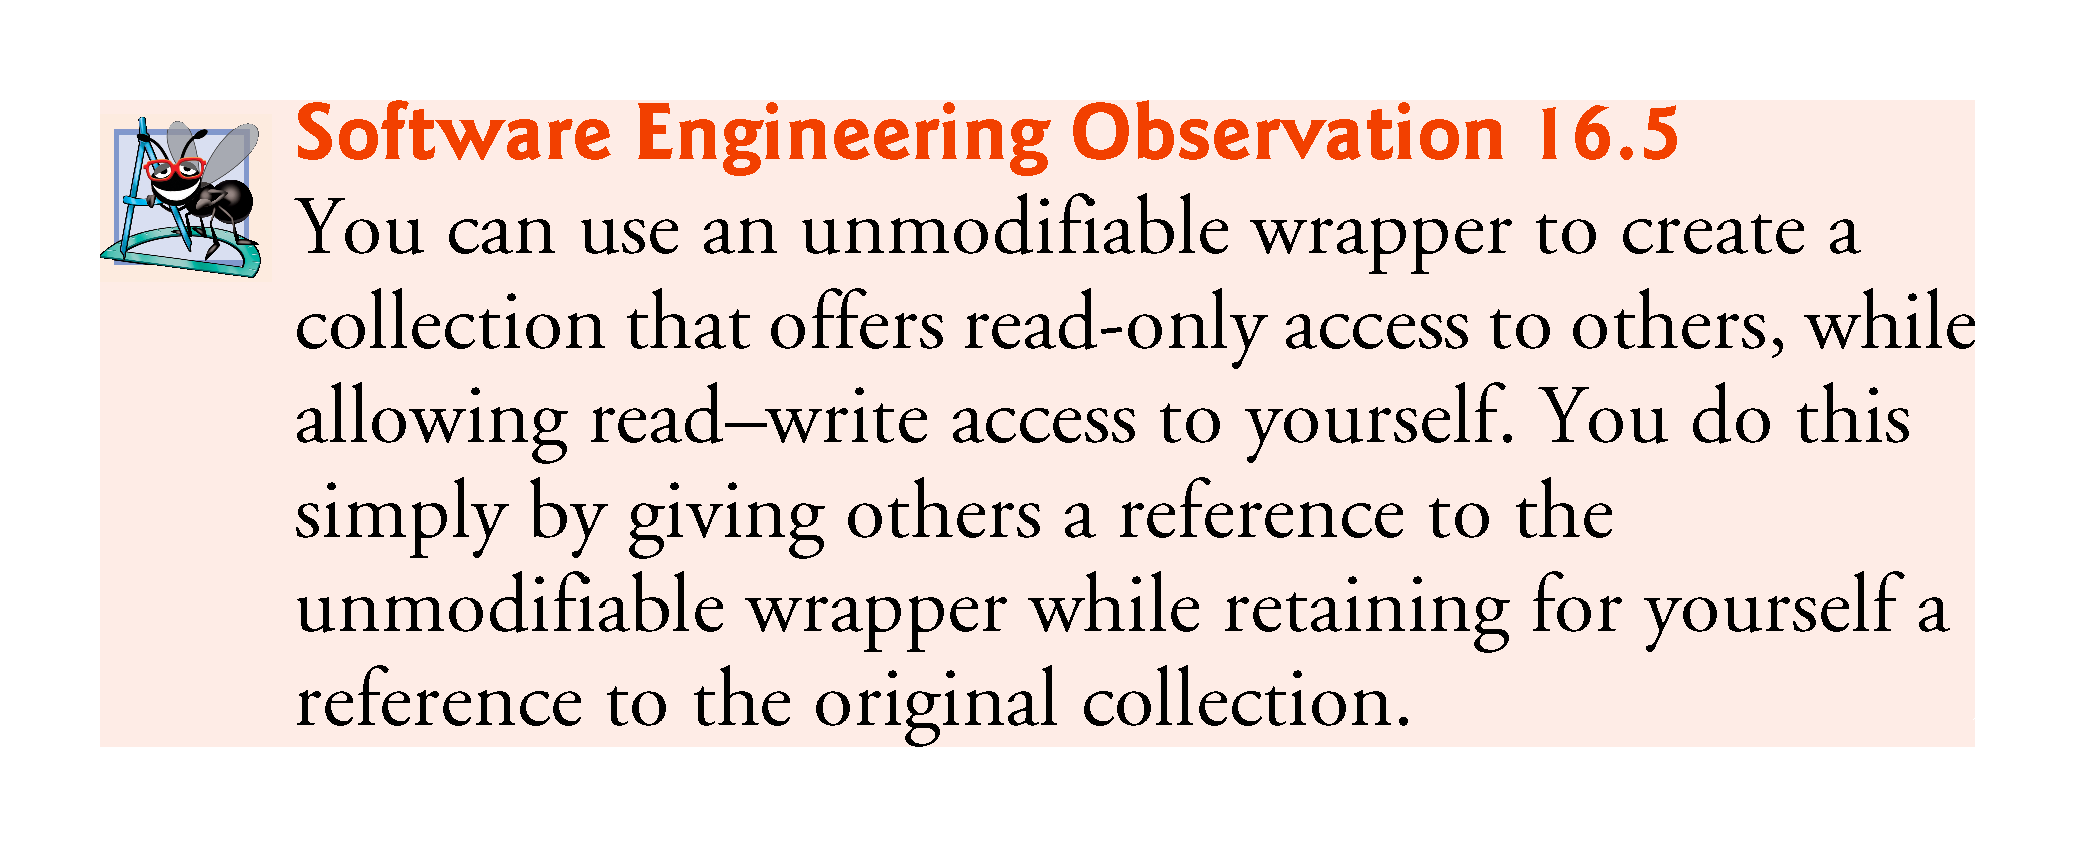 Software Engineering Observation 16.5
You can use an unmodifiable wrapper to create a
collection that offers read-only access to others, while
allowing read–write access to yourself. You do this
simply by giving others a reference to the
unmodifiable wrapper while retaining for yourself a
reference to the original collection.